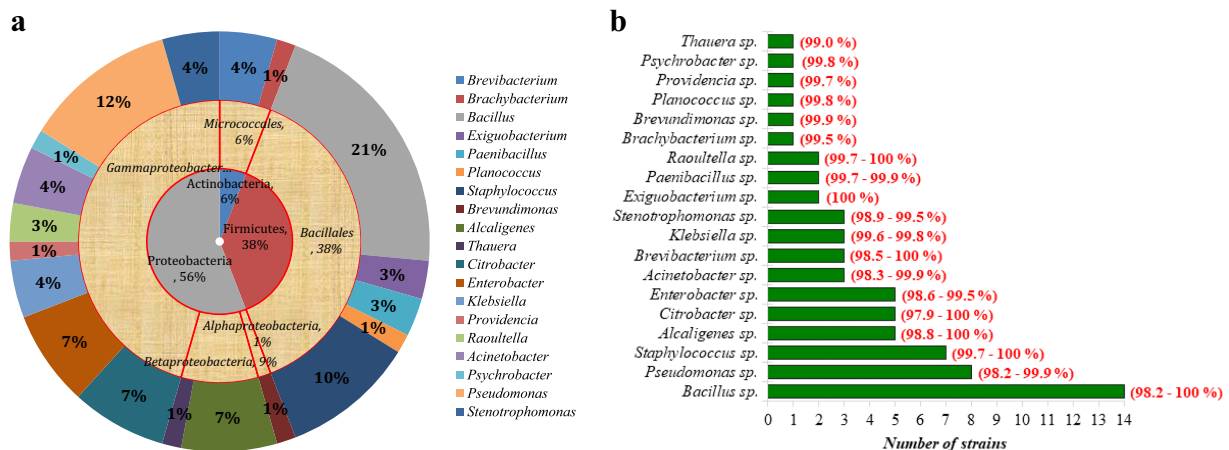 a
4%
4%
1%
21%
3%
3%
1%
10%
1%
7%
1%
7%
7%
4%
1%
3%
4%
1%
12%
Micrococcales,
6%
Gammaproteobacter...
Actinobacteria,
6%
Firmicutes,
38%
Bacillales
, 38%
Proteobacteria
, 56%
Alphaproteobacteria,
1%
Betaproteobacteria, 9%
Brevibacterium
Brachybacterium
Bacillus
Exiguobacterium
Paenibacillus
Planococcus
Staphylococcus
Brevundimonas
Alcaligenes
Thauera
Citrobacter
Enterobacter
Klebsiella
Providencia
Raoultella
Acinetobacter
Psychrobacter
Pseudomonas
Stenotrophomonas
b
Thauera sp. (99.0 %)
Psychrobacter sp. (99.8 %)
Providencia sp. (99.7 %)
Planococcus sp. (99.8 %)
Brevundimonas sp. (99.9 %)
Brachybacterium sp. (99.5 %)
Raoultella sp. (99.7 - 100 %)
Paenibacillus sp. (99.7 - 99.9 %)
Exiguobacterium sp. (100 %)
Stenotrophomonas sp. (98.9 - 99.5 %)
Klebsiella sp. (99.6 - 99.8 %)
Brevibacterium sp. (98.5 - 100 %)
Acinetobacter sp. (98.3 - 99.9 %)
Enterobacter sp. (98.6 - 99.5 %)
Citrobacter sp. (97.9 - 100 %)
Alcaligenes sp. (98.8 - 100 %)
Staphylococcus sp. (99.7 - 100 %)
Pseudomonas sp. (98.2 - 99.9 %)
Bacillus sp. (98.2 - 100 %)
0 1 2 3 4 5 6 7 8 9 10 11 12 13 14
Number of strains